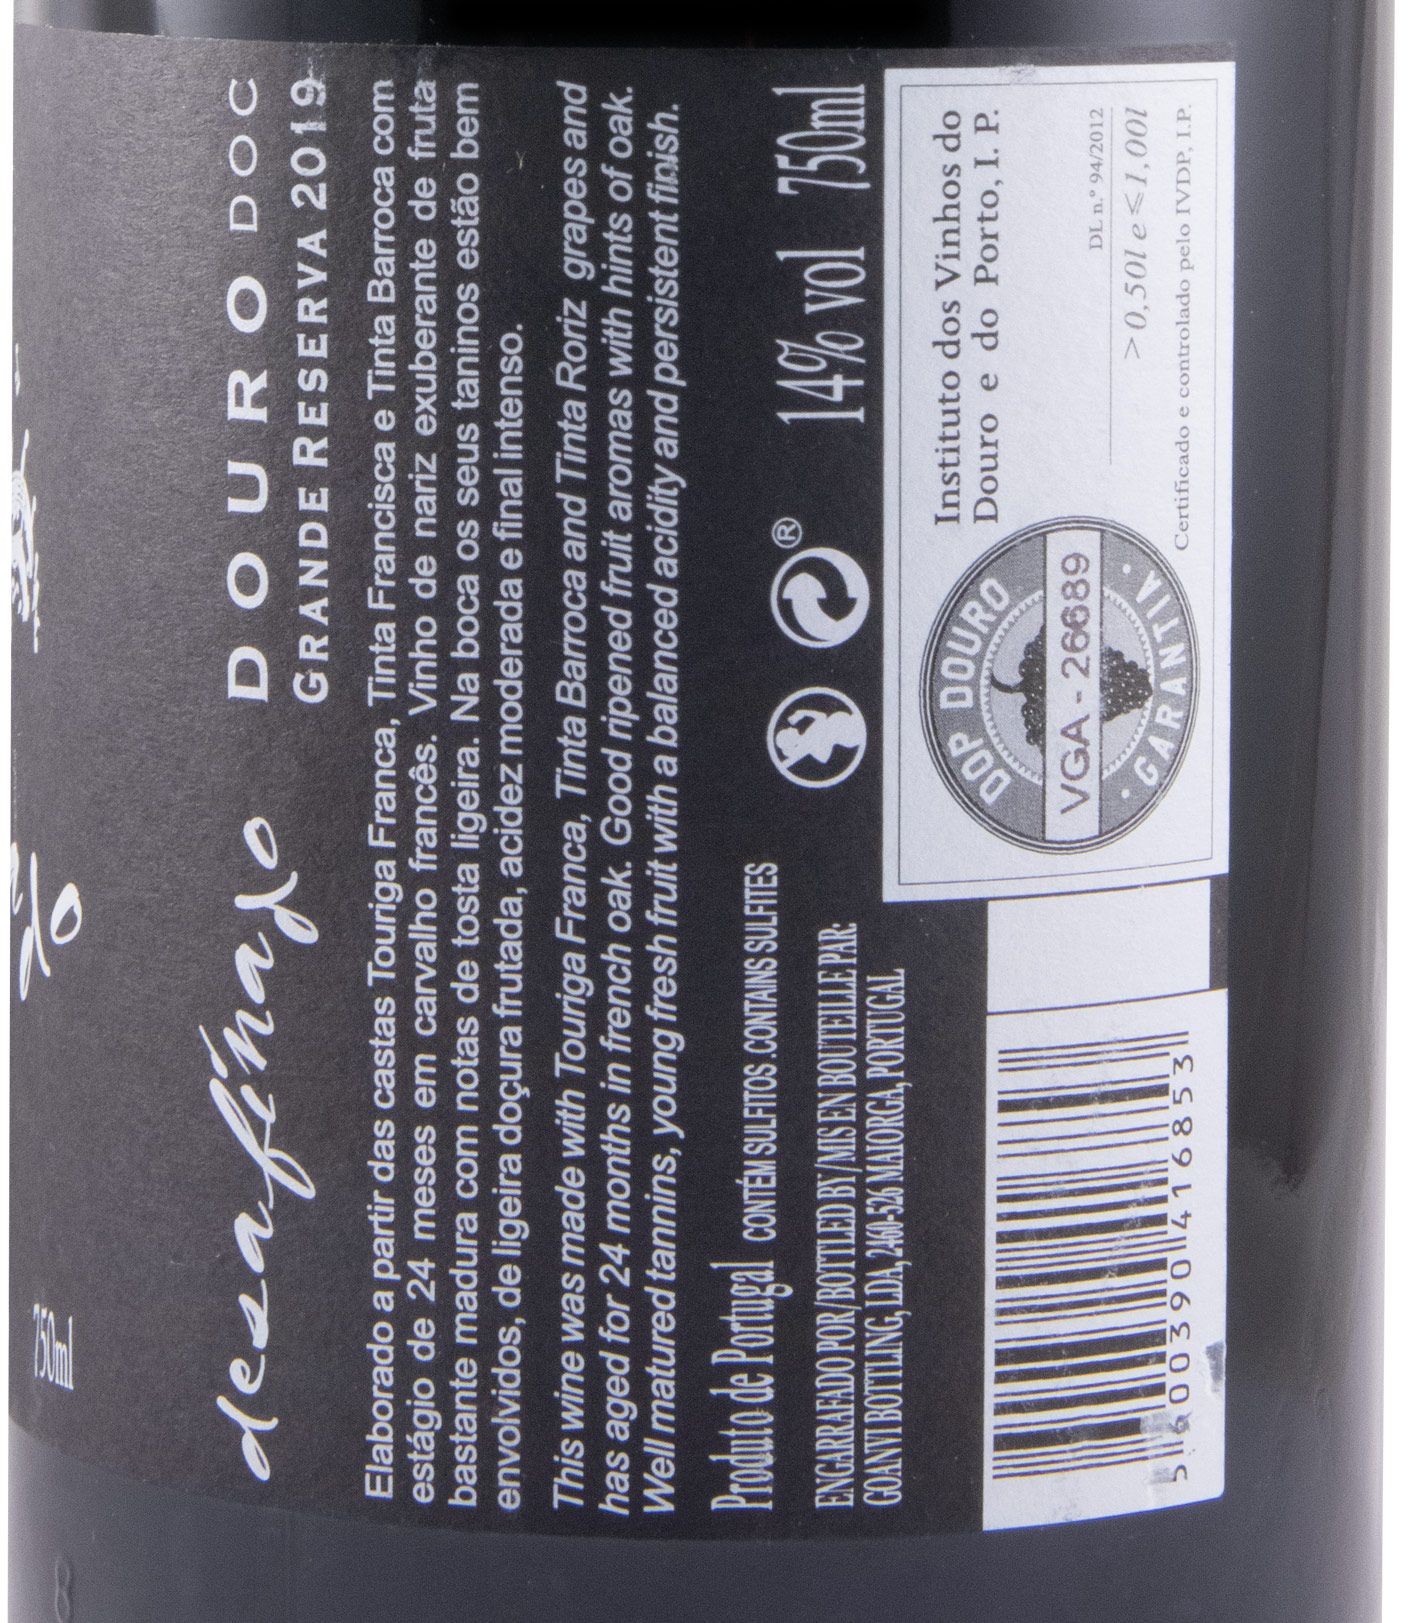 desafinado DOURO DOC
GRANDE RESERVA 2019
Elaborado a partir das castas Touriga Franca, Tinta Francisca e Tinta Barroca com
estágio de 24 meses em carvalho francês. Vinho de nariz exuberante de fruta
bastante madura com notas de tosta ligeira. Na boca os seus taninos estão bem
envolvidos, de ligeira doçura frutada, acidez moderada e final intenso.
This wine was made with Touriga Franca, Tinta Barroca and Tinta Roriz grapes and
has aged for 24 months in french oak. Good ripened fruit aromas with hints of oak.
Well matured tannins, young fresh fruit with a balanced acidity and persistent finish.
Produto de Portugal CONTÉM SULFITOS .CONTAINS SULFITES
14% vol 750ml
ENGARRAFADO POR/BOTTLED BY/MIS EN BOUTEILLE PAR:
GOANVI BOTTLING, LDA, 2460-526 MAIORGA, PORTUGAL
Instituto dos Vinhos do
Douro e do Porto, I. P.
DL n.º 94/2012
> 0,50l e ≤ 1,00l
Certificado e controlado pelo IVDP, I.P.
DOP DOURO
VGA - 26689
· GARANTIA ·
5 600390 416853
®
do
750ml
8